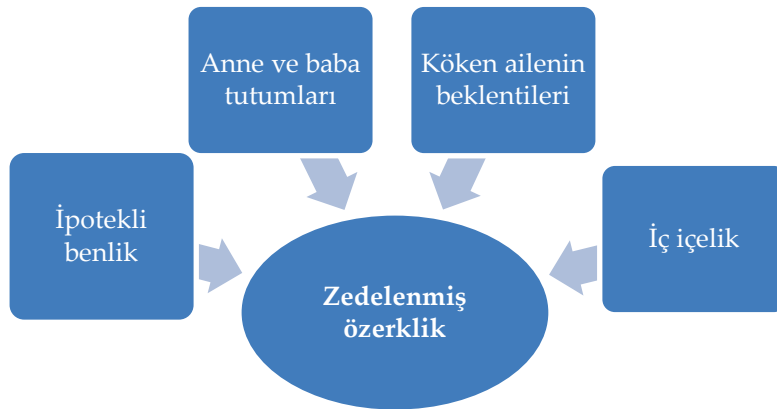 Anne ve baba
tutumları
Köken ailenin
beklentileri
İpotekli
benlik
İç içelik
Zedelenmiş
özerklik